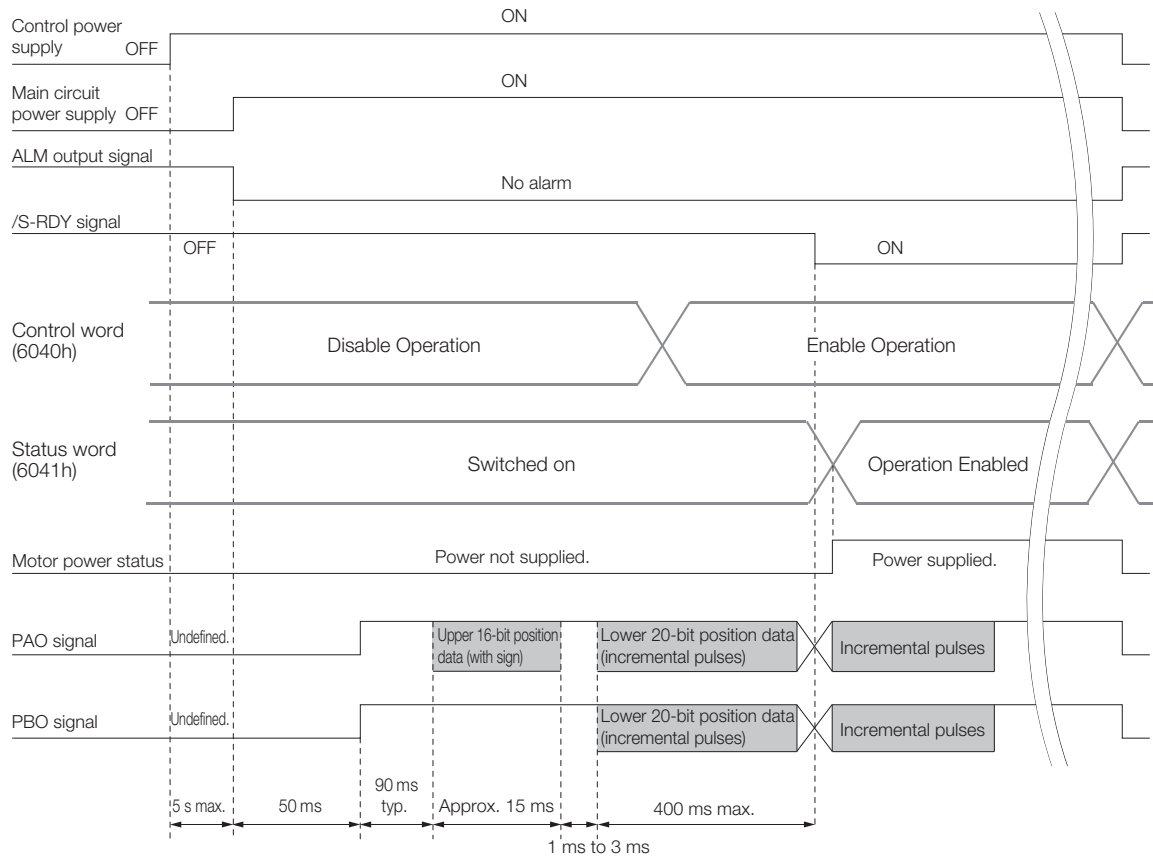 Control power
supply OFF
ON
Main circuit
power supply OFF
ON
ALM output signal
No alarm
/S-RDY signal
OFF
ON
Control word
(6040h)
Disable Operation
Enable Operation
Status word
(6041h)
Switched on
Operation Enabled
Motor power status
Power not supplied.
Power supplied.
PAO signal
Undefined.
Upper 16-bit position
data (with sign)
Lower 20-bit position data
(incremental pulses)
Incremental pulses
PBO signal
Undefined.
Lower 20-bit position data
(incremental pulses)
Incremental pulses
5 s max.
50 ms
90 ms
typ.
Approx. 15 ms
1 ms to 3 ms
400 ms max.